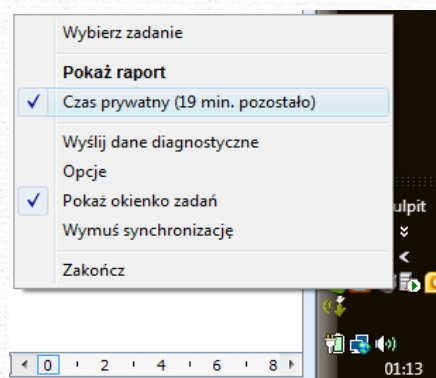 Wybierz zadanie
Pokaż raport
Czas prywatny (19 min. pozostało)
Wyślij dane diagnostyczne
Opcje
Pokaż okienko zadań
Wymuś synchronizację
Zakończ
ulpit
0 2 4 6 8
01:13